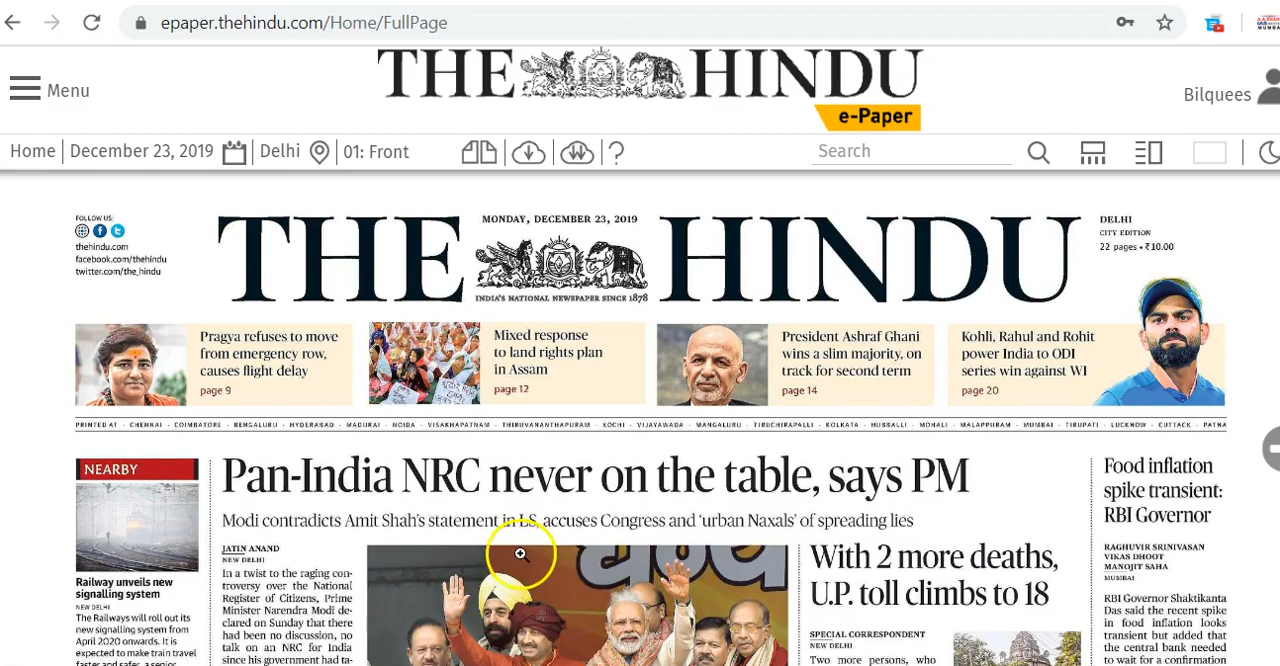 epaper.thehindu.com/Home/FullPage
Menu
THE HINDU
e-Paper
Bilquees
Home
December 23, 2019
Delhi
01: Front
Search
FOLLOW US:
thehindu.com
facebook.com/thehindu
twitter.com/the_hindu
MONDAY, DECEMBER 23, 2019
THE HINDU
INDIA'S NATIONAL NEWSPAPER SINCE 1878
DELHI
CITY EDITION
22 pages • ₹10.00
Pragya refuses to move
from emergency row,
causes flight delay
page 9
Mixed response
to land rights plan
in Assam
page 12
President Ashraf Ghani
wins a slim majority, on
track for second term
page 14
Kohli, Rahul and Rohit
power India to ODI
series win against WI
page 20
PRINTED AT · CHENNAI · COIMBATORE · BENGALURU · HYDERABAD · MADURAI · NOIDA · VISAKHAPATNAM · THIRUVANANTHAPURAM · KOCHI · VIJAYAWADA · MANGALURU · TIRUCHIRAPALLI · KOLKATA · HUBBALLI · MOHALI · MALAPPURAM · MUMBAI · TIRUPATI · LUCKNOW · CUTTACK · PATNA
NEARBY
Railway unveils new
signalling system
NEW DELHI
The Railways will roll out its
new signalling system from
April 2020 onwards. It is
expected to make train travel
faster and safer, a senior
Pan-India NRC never on the table, says PM
Modi contradicts Amit Shah's statement in LS, accuses Congress and 'urban Naxals' of spreading lies
JATIN ANAND
NEW DELHI
In a twist to the raging con-
troversy over the National
Register of Citizens, Prime
Minister Narendra Modi de-
clared on Sunday that there
had been no discussion, no
talk on an NRC for India
since his government had ta-
With 2 more deaths,
U.P. toll climbs to 18
SPECIAL CORRESPONDENT
NEW DELHI
Two more persons, who
Food inflation
spike transient:
RBI Governor
RAGHUVIR SRINIVASAN
VIKAS DHOOT
MANOJIT SAHA
MUMBAI
RBI Governor Shaktikanta
Das said the recent spike
in food inflation looks
transient but added that
the central bank needed
to wait for a confirmation